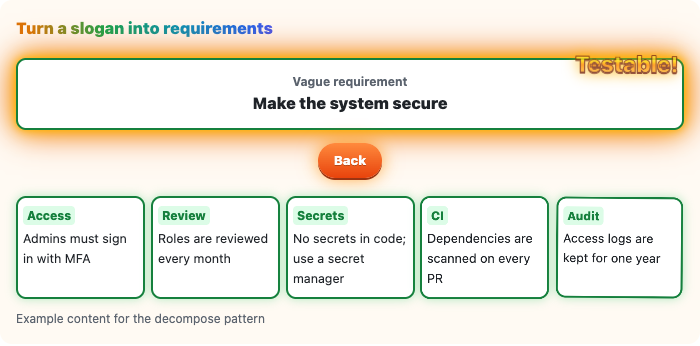 Turn a slogan into requirements
Testable!
Vague requirement
Make the system secure
Back
Access
Admins must sign
in with MFA
Review
Roles are reviewed
every month
Secrets
No secrets in code;
use a secret
manager
CI
Dependencies are
scanned on every
PR
Audit
Access logs are
kept for one year
Example content for the decompose pattern